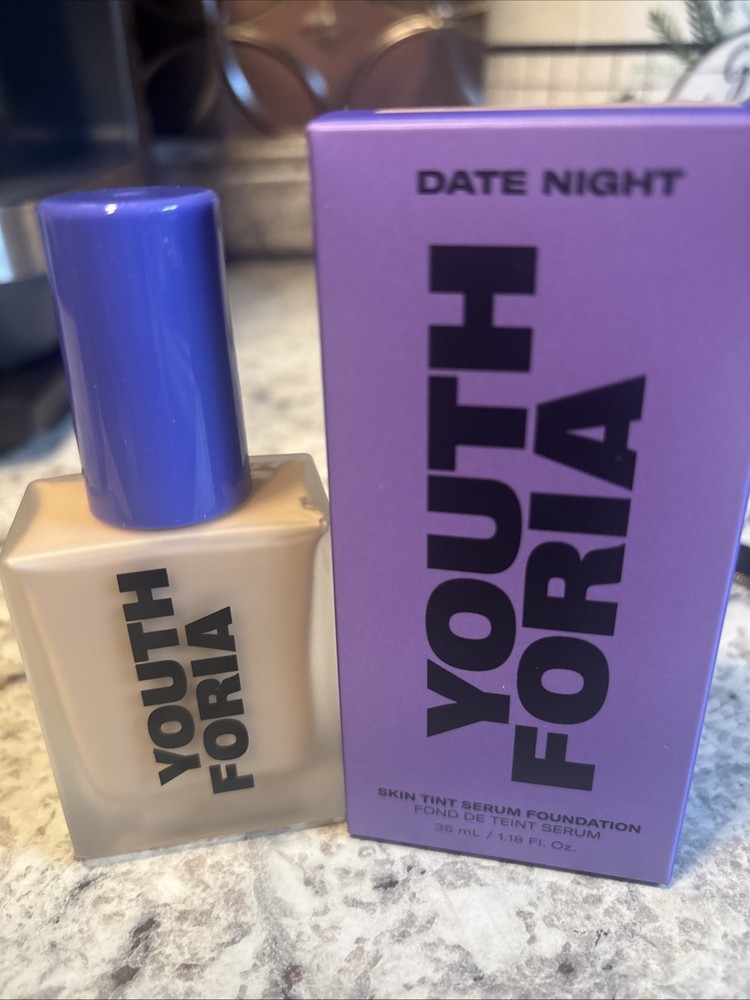 YOUTH
FORIA
DATE NIGHT
YOUTH
FORIA
SKIN TINT SERUM FOUNDATION
FOND DE TEINT SERUM
35 mL / 1.18 Fl. Oz.